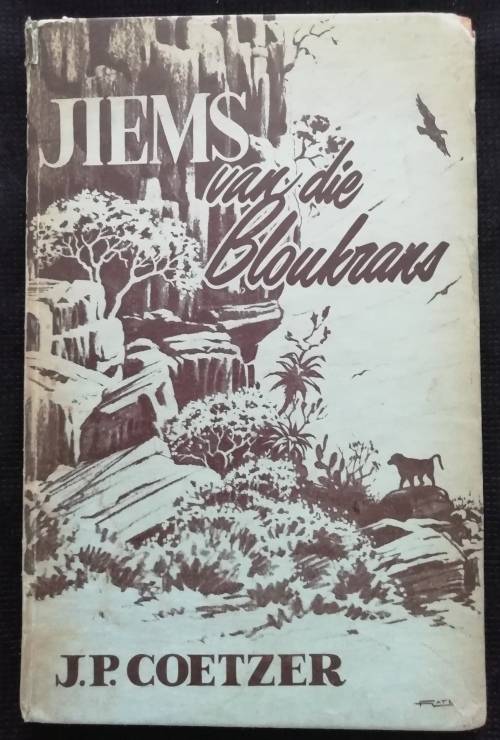 JIEMS
van die
Bloukrans
J.P. COETZER